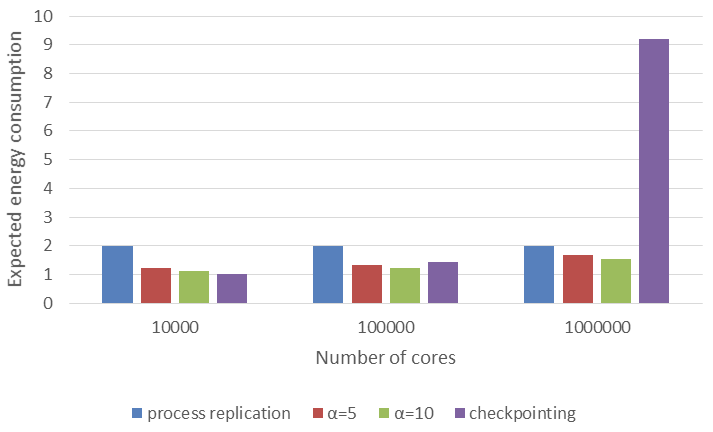 10
9
8
7
6
5
4
3
2
1
0
Expected energy consumption
10000 100000 1000000
Number of cores
process replication α=5 α=10 checkpointing